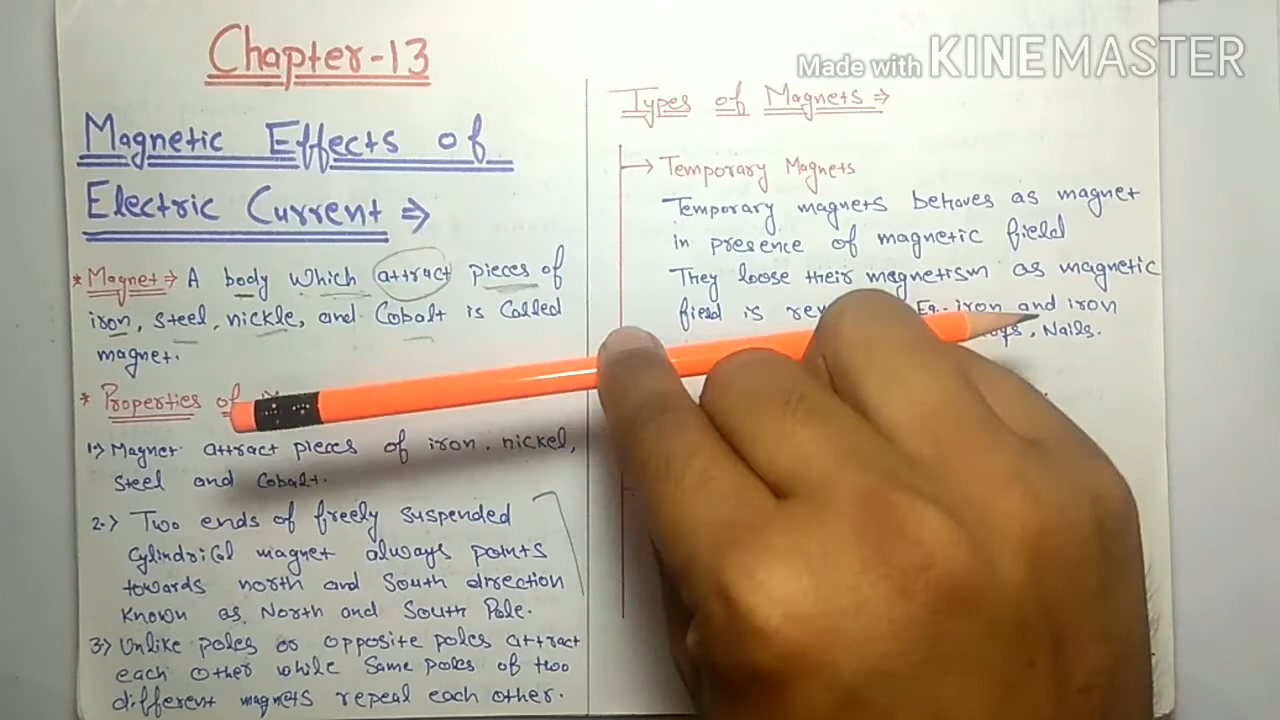 Chapter-13
Magnetic Effects of
Electric Current ⇒
* Magnet ⇒ A body which attract pieces of
iron, steel, nickle, and Cobalt is Called
magnet.
* Properties of
1.> Magnet attract pieces of iron, nickel,
Steel and Cobalt.
2.> Two ends of freely suspended
Cylindrical magnet always points
towards north and South direction
known as North and South Pole.
3> Unlike poles or opposite poles attract
each other while Same poles of two
different magnets repeal each other.
Made with KINEMASTER
Types of Magnets ⇒
Temporary Magnets
Temporary magnets behaves as magnet
in presence of magnetic field
They loose their magnetism as magnetic
field is Eg.- iron and iron
Nails.